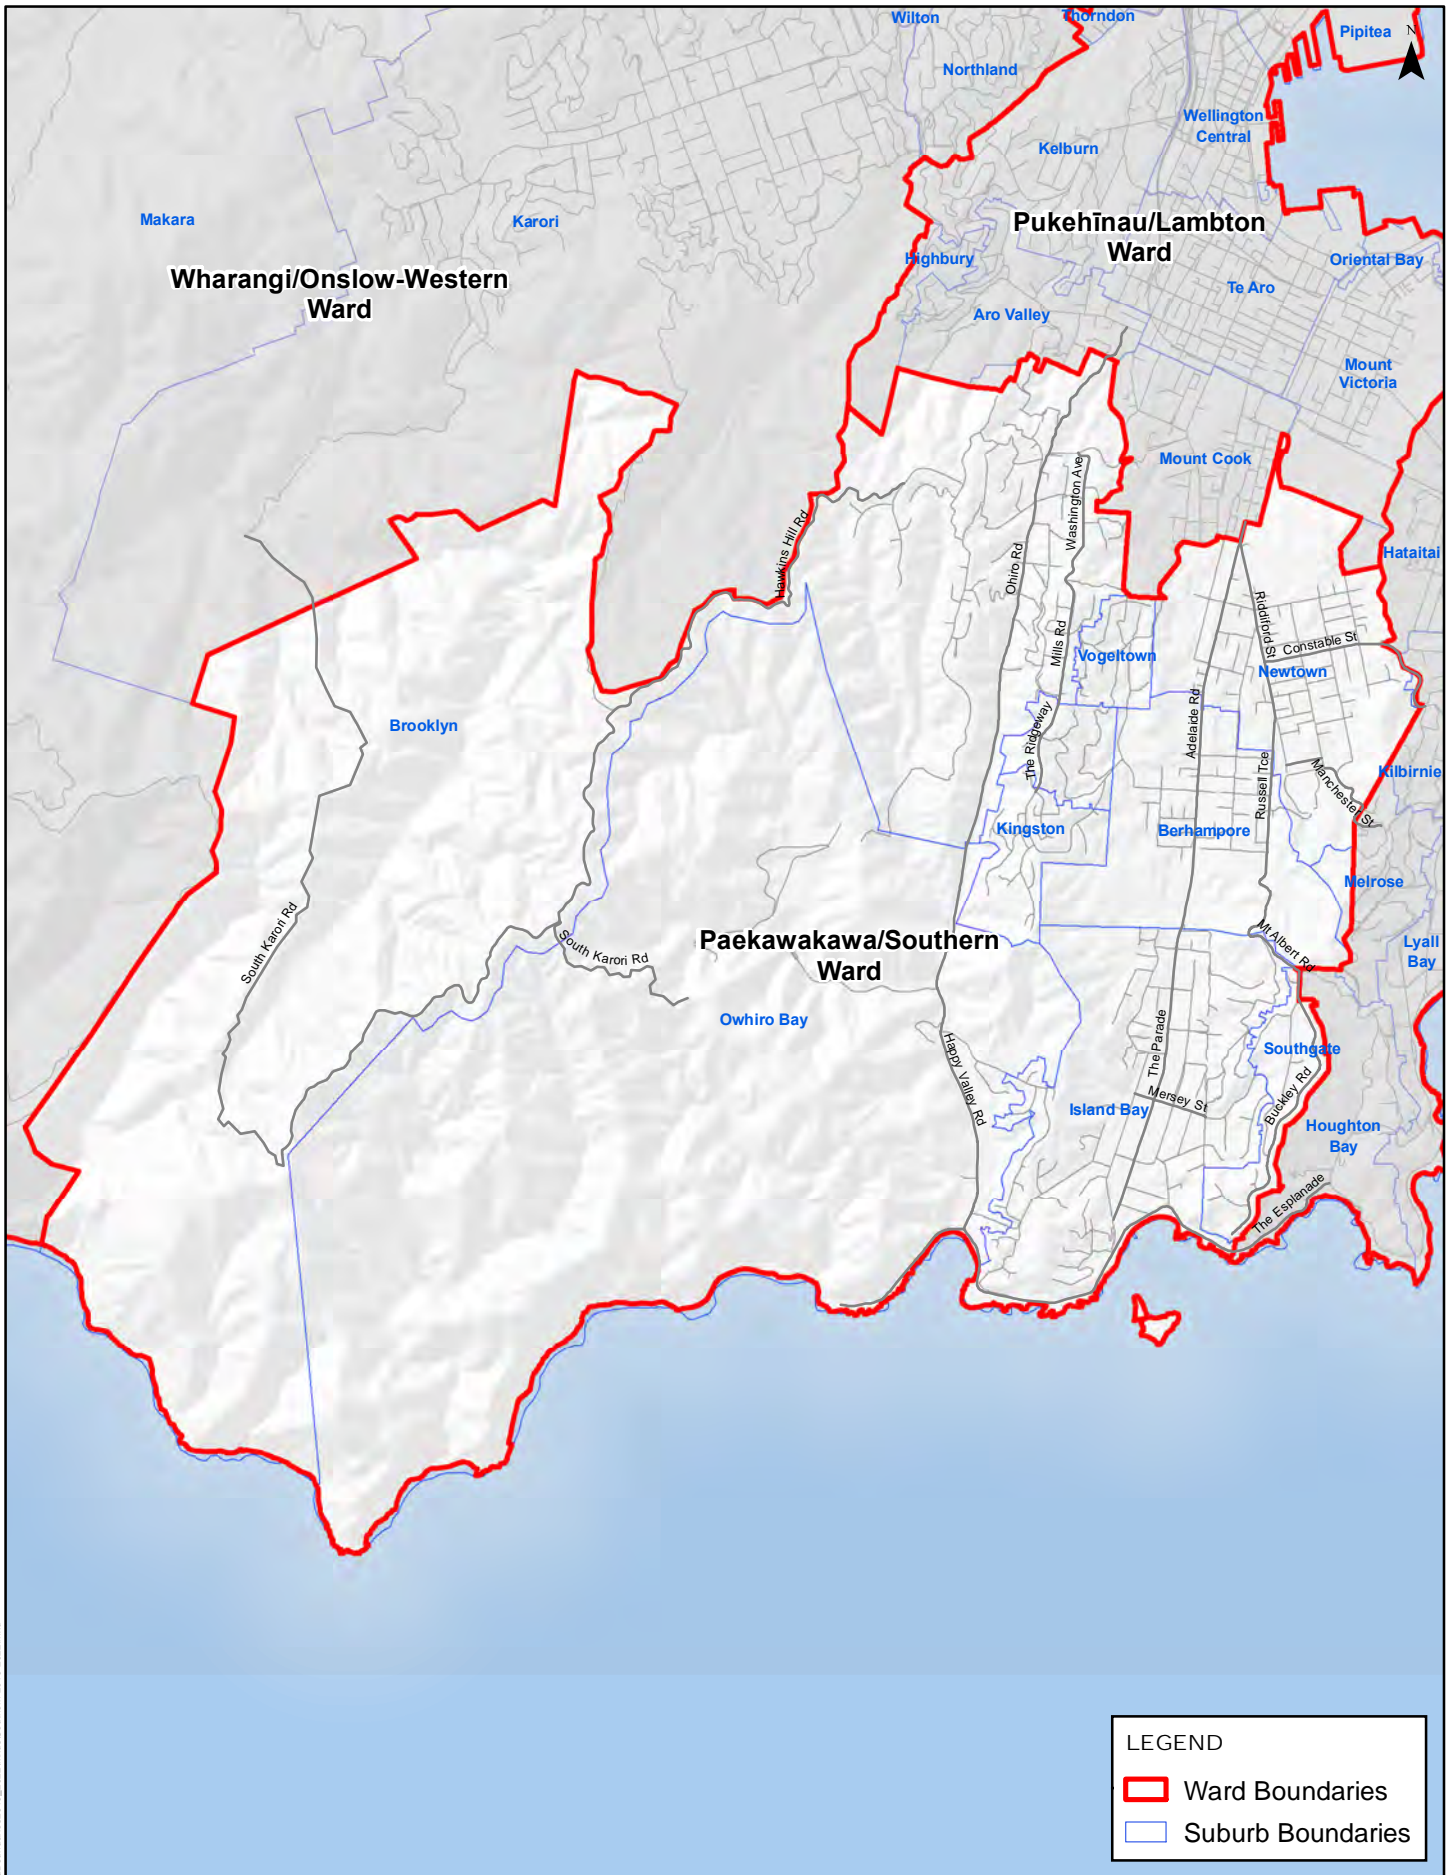 Wilton
Thorndon
Pipitea
N
Northland
Wellington
Central
Kelburn
Makara
Karori
Pukehīnau/Lambton
Ward
Highbury
Oriental Bay
Wharangi/Onslow-Western
Ward
Te Aro
Aro Valley
Mount
Victoria
Mount Cook
Washington Ave
Hawkins Hill Rd
Ohiro Rd
Hataitai
Riddiford St
Constable St
Mills Rd
Vogeltown
Newtown
Brooklyn
Adelaide Rd
The Ridgeway
Russell Tce
Manchester St
Kilbirnie
Kingston
Berhampore
Melrose
South Karori Rd
South Karori Rd
Paekawakawa/Southern
Ward
Mt Albert Rd
Lyall
Bay
Owhiro Bay
The Parade
Southgate
Happy Valley Rd
Buckley Rd
Island Bay
Mersey St
Houghton
Bay
The Esplanade
LEGEND
Ward Boundaries
Suburb Boundaries